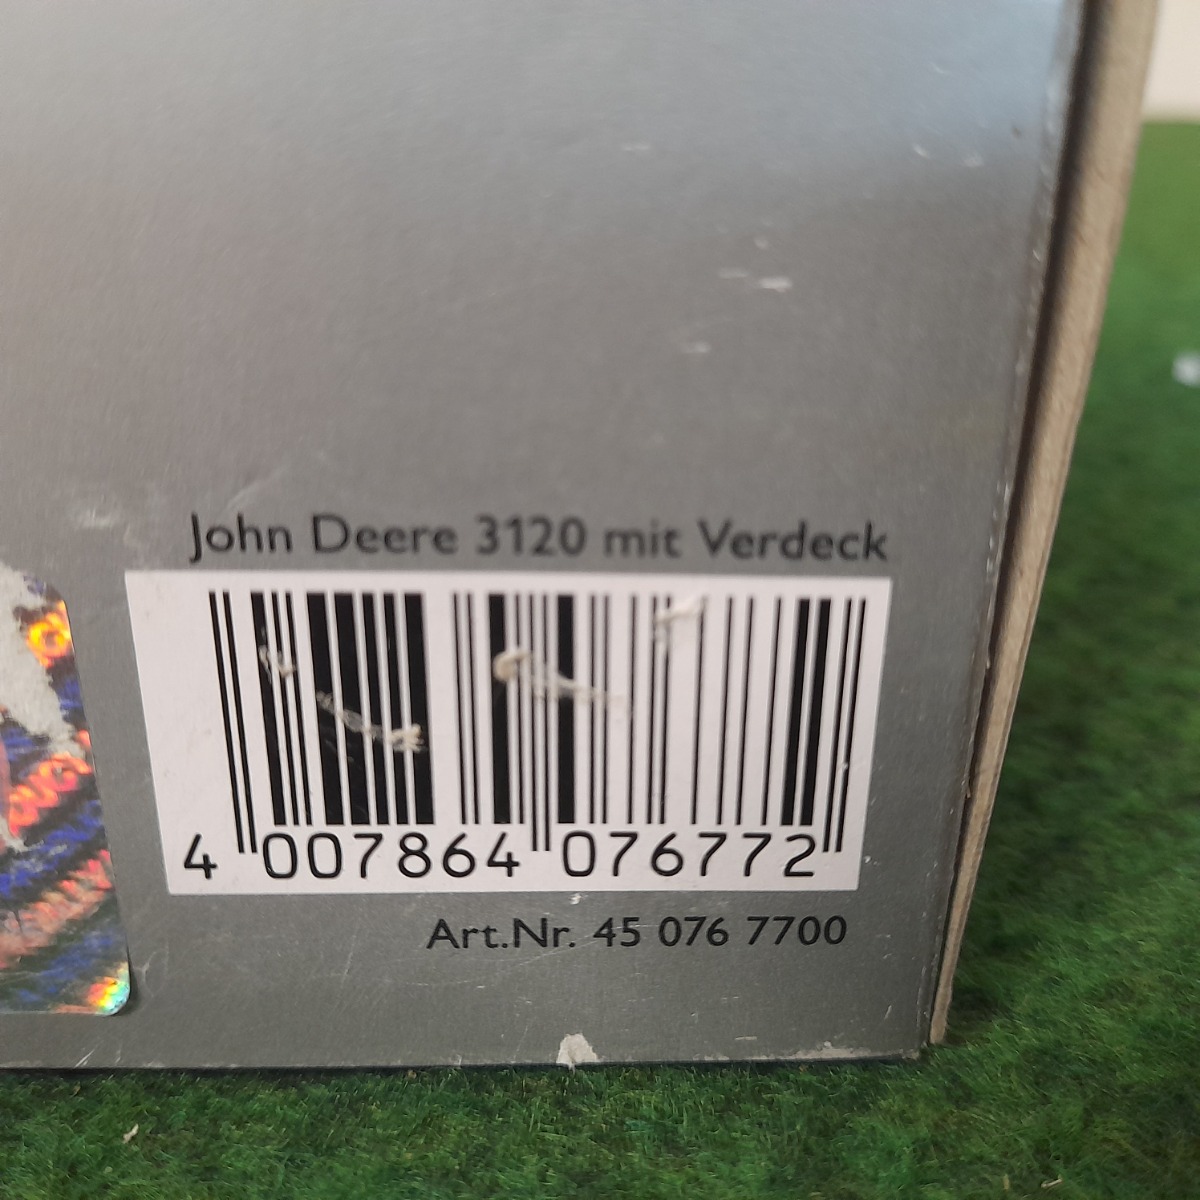 John Deere 3120 mit Verdeck
4 007864 076772
Art.Nr. 45 076 7700